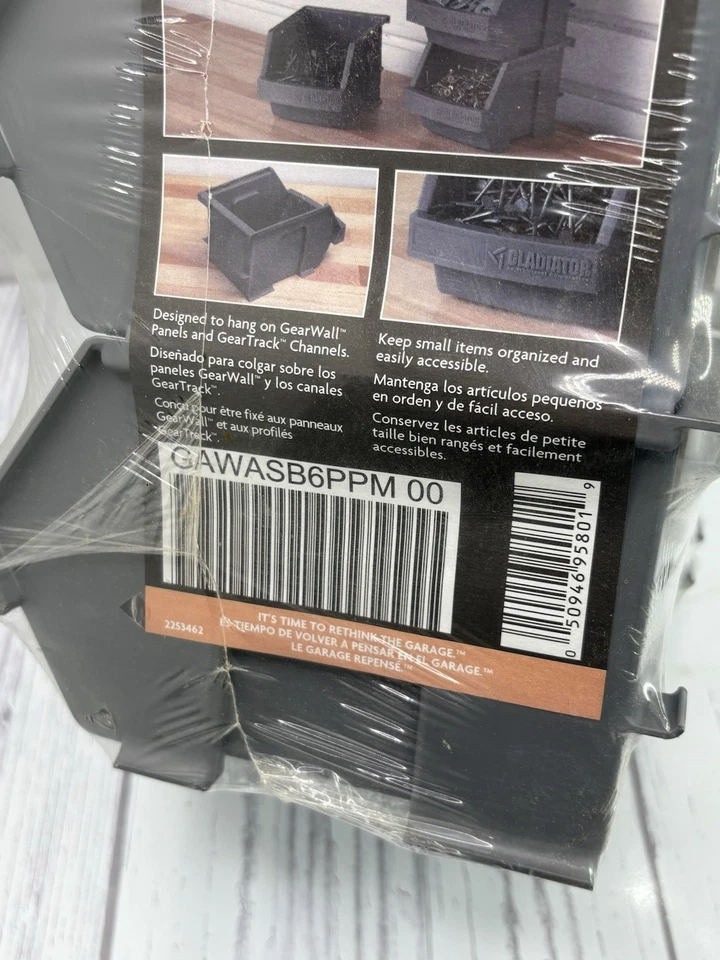 GLADIATOR
Designed to hang on GearWall™
Panels and GearTrack™ Channels.
Diseñado para colgar sobre los
paneles GearWall™ y los canales
GearTrack™.
Conçu pour être fixé aux panneaux
GearWall™ et aux profilés
GearTrack™.
Keep small items organized and
easily accessible.
Mantenga los artículos pequeños
en orden y de fácil acceso.
Conservez les articles de petite
taille bien rangés et facilement
accessibles.
GAWASB6PPM 00
0 50946 95801 9
2253462
IT'S TIME TO RETHINK THE GARAGE.™
ES TIEMPO DE VOLVER A PENSAR EN EL GARAGE.™
LE GARAGE REPENSÉ.™